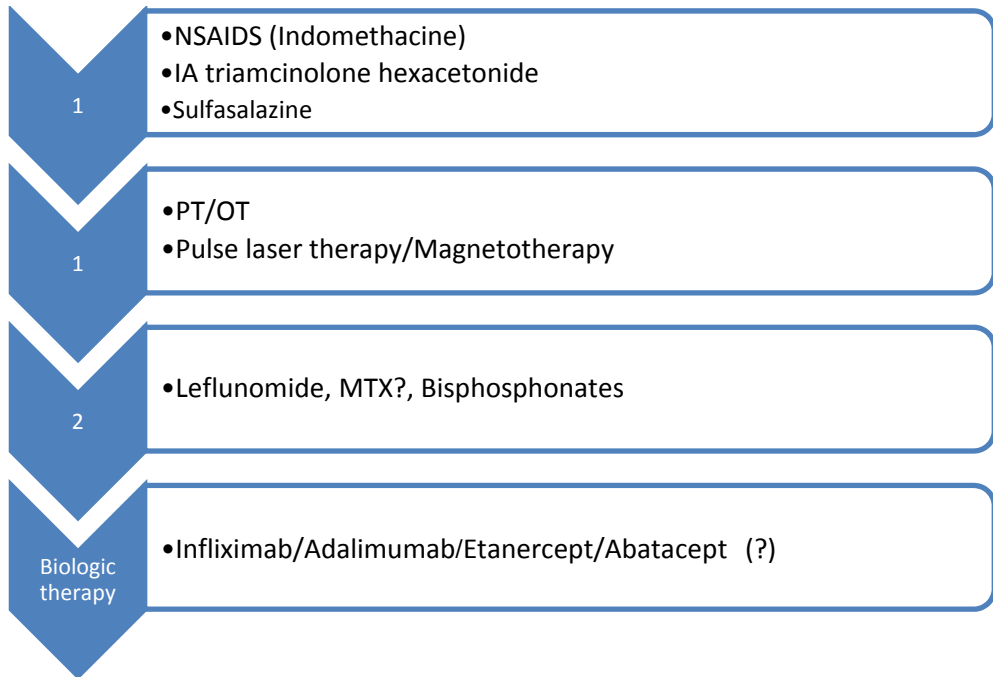 1
•NSAIDS (Indomethacine)
•IA triamcinolone hexacetonide
•Sulfasalazine
1
•PT/OT
•Pulse laser therapy/Magnetotherapy
2
•Leflunomide, MTX?, Bisphosphonates
Biologic
therapy
•Infliximab/Adalimumab/Etanercept/Abatacept (?)